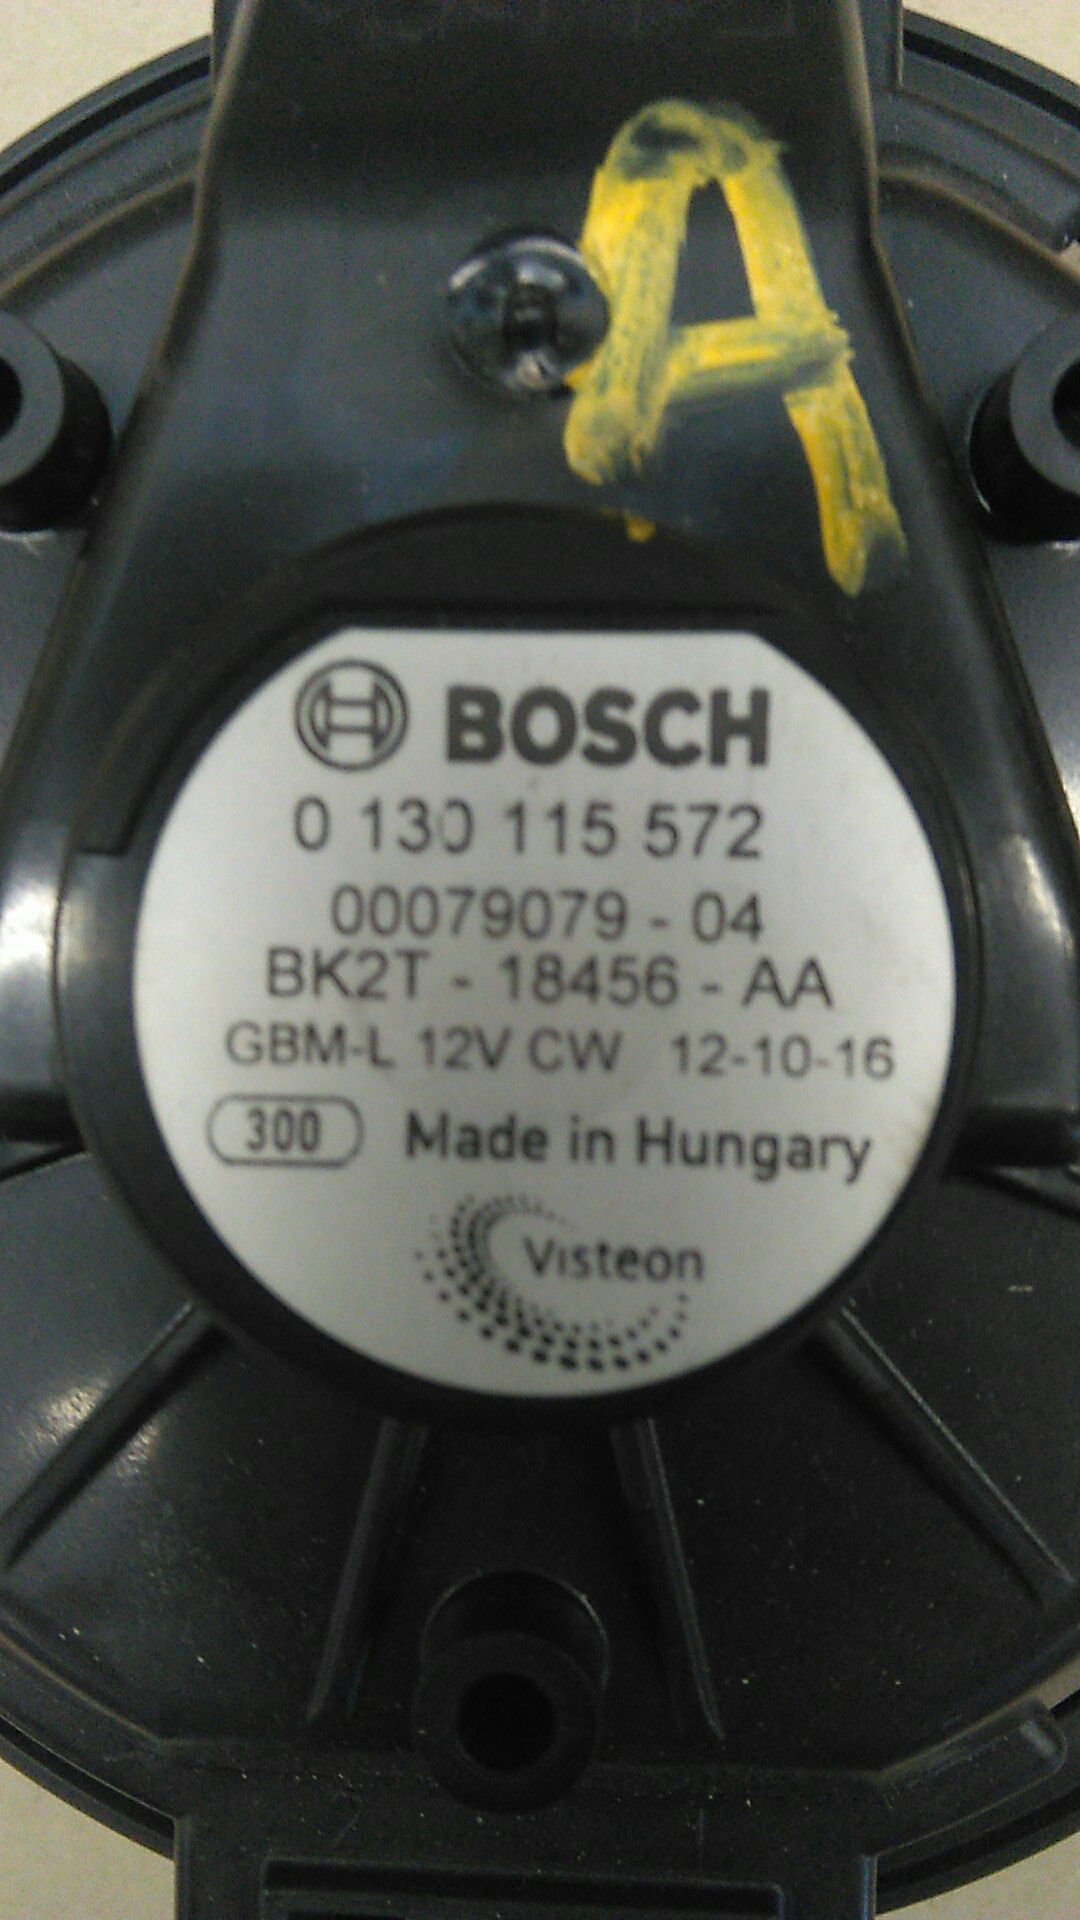 A
BOSCH
0 130 115 572
00079079 - 04
BK2T - 18456 - AA
GBM-L 12V CW 12-10-16
300 Made in Hungary
Visteon